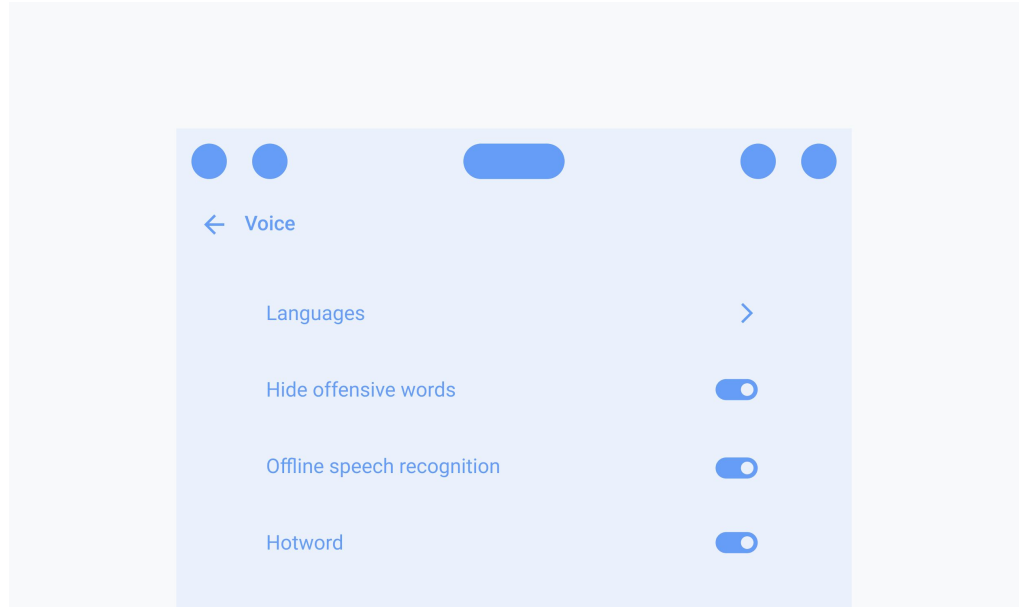 Voice
Languages
Hide offensive words
Offline speech recognition
Hotword